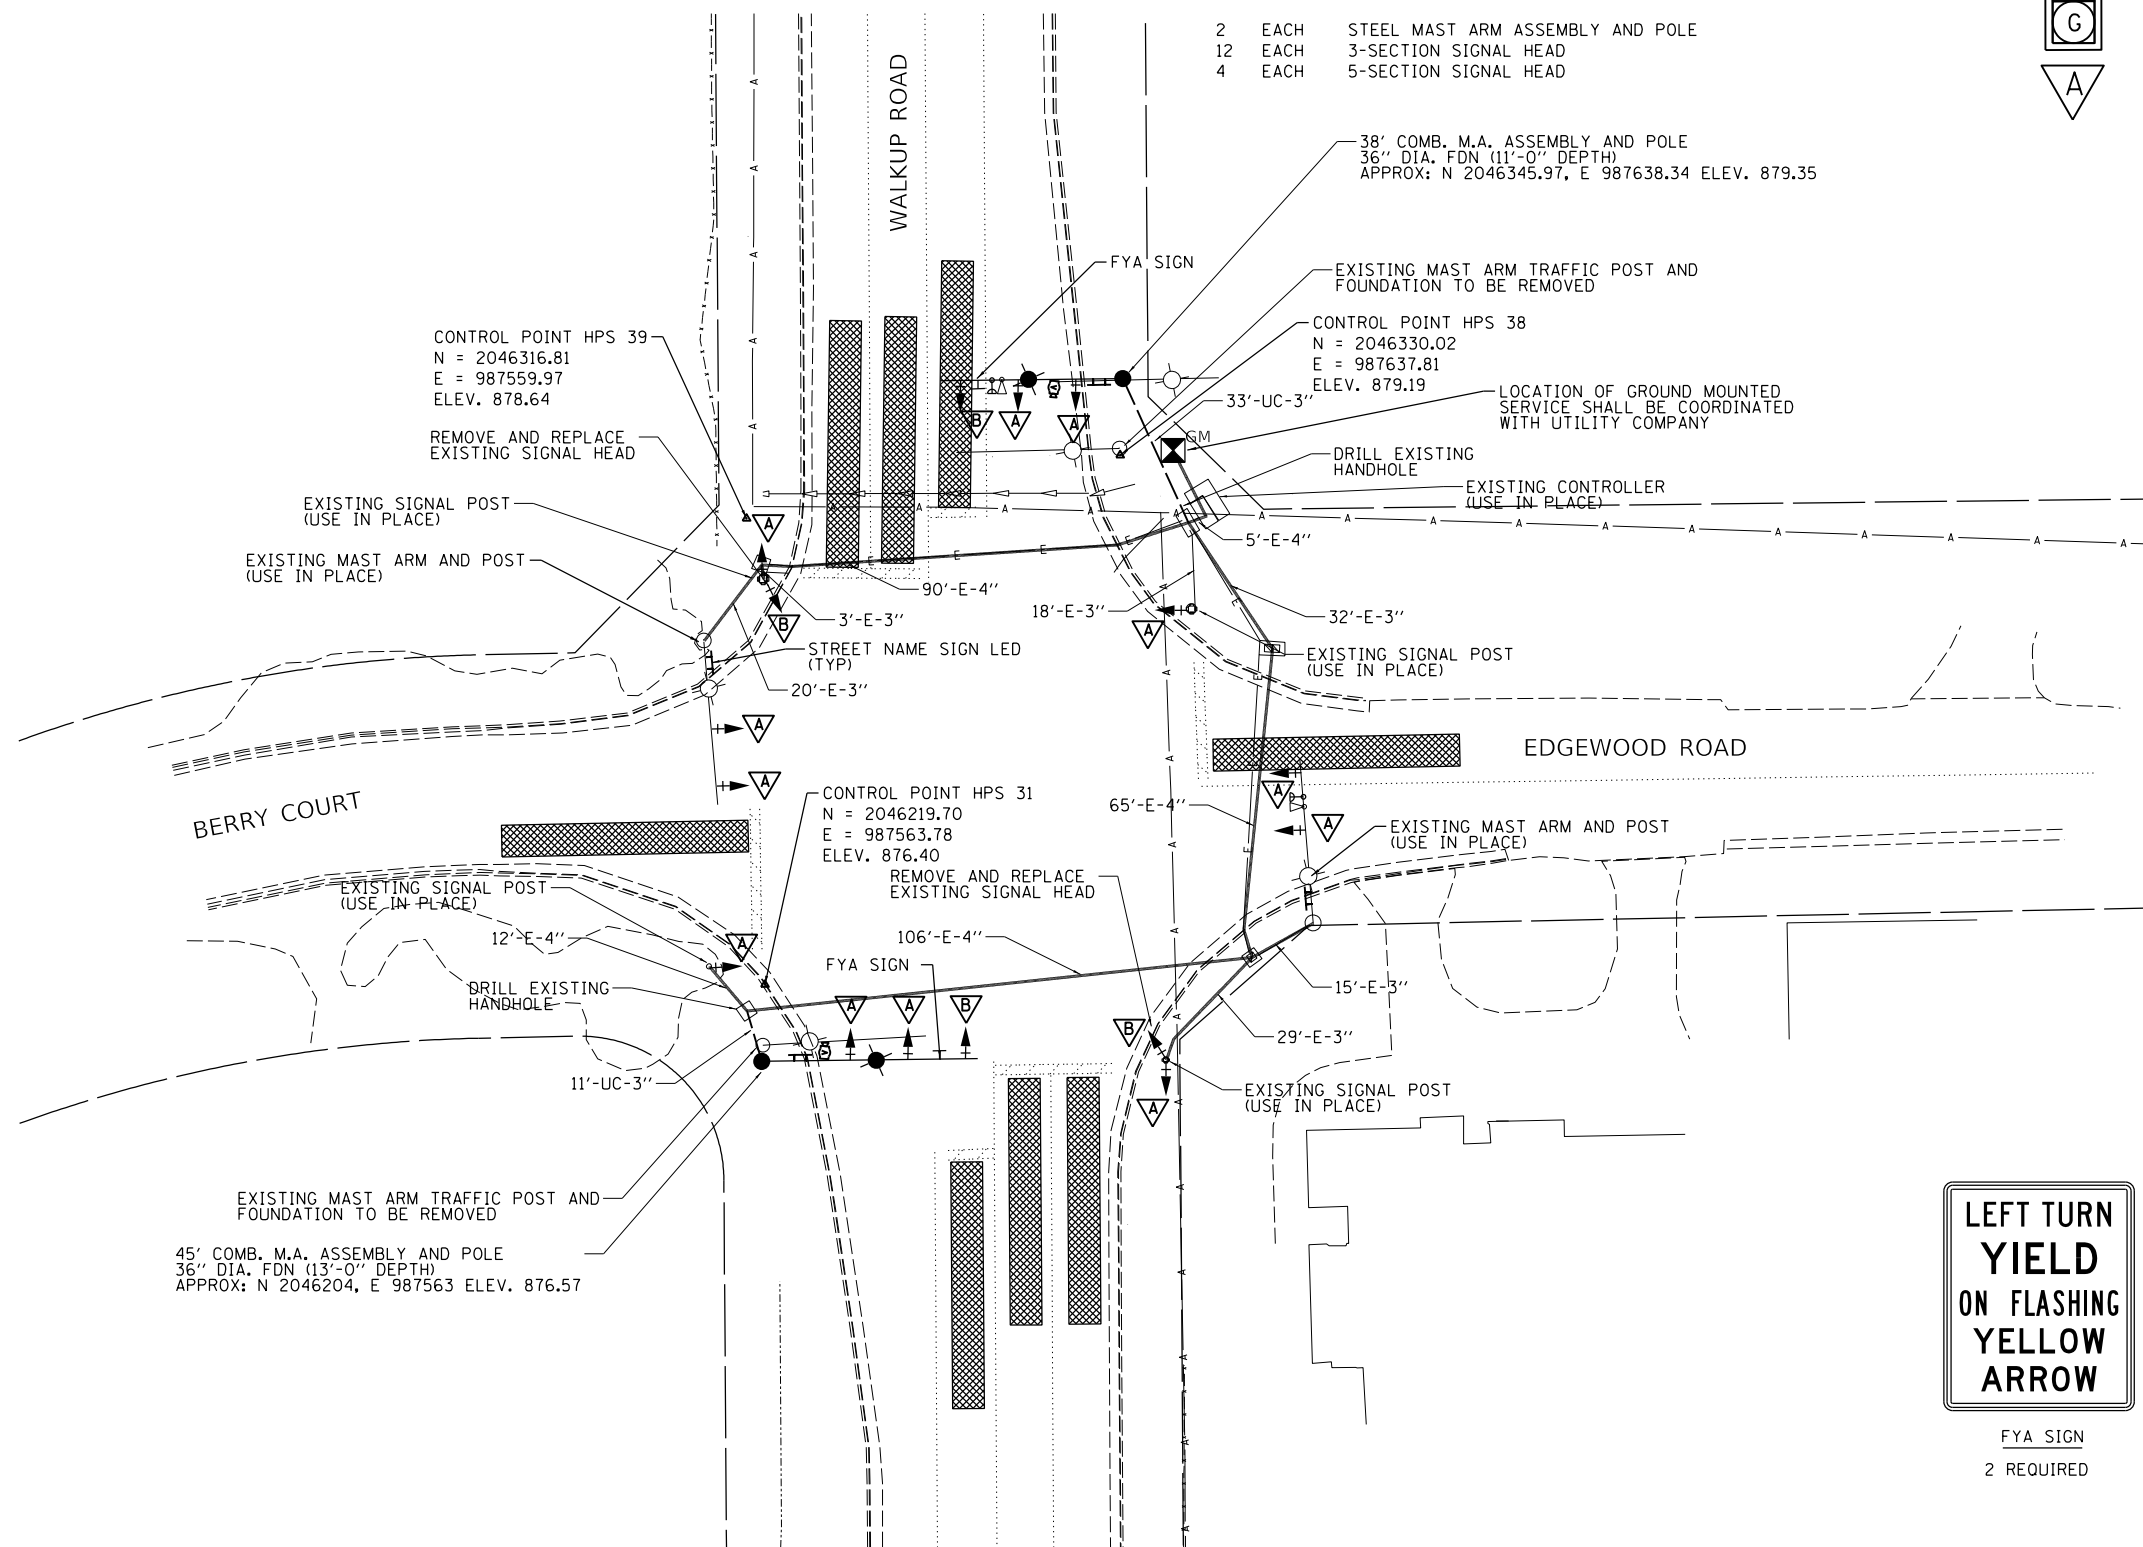 2 EACH STEEL MAST ARM ASSEMBLY AND POLE
12 EACH 3-SECTION SIGNAL HEAD
4 EACH 5-SECTION SIGNAL HEAD
G
A
WALKUP ROAD
38' COMB. M.A. ASSEMBLY AND POLE
36" DIA. FDN (11'-0" DEPTH)
APPROX: N 2046345.97, E 987638.34 ELEV. 879.35
FYA SIGN
EXISTING MAST ARM TRAFFIC POST AND
FOUNDATION TO BE REMOVED
CONTROL POINT HPS 39
N = 2046316.81
E = 987559.97
ELEV. 878.64
CONTROL POINT HPS 38
N = 2046330.02
E = 987637.81
ELEV. 879.19
33'-UC-3"
LOCATION OF GROUND MOUNTED
SERVICE SHALL BE COORDINATED
WITH UTILITY COMPANY
B
A
A
GM
REMOVE AND REPLACE
EXISTING SIGNAL HEAD
DRILL EXISTING
HANDHOLE
EXISTING CONTROLLER
(USE IN PLACE)
EXISTING SIGNAL POST
(USE IN PLACE)
A
5'-E-4"
EXISTING MAST ARM AND POST
(USE IN PLACE)
90'-E-4"
18'-E-3"
32'-E-3"
3'-E-3"
B
A
STREET NAME SIGN LED
(TYP)
EXISTING SIGNAL POST
(USE IN PLACE)
20'-E-3"
A
A
EDGEWOOD ROAD
BERRY COURT
CONTROL POINT HPS 31
N = 2046219.70
E = 987563.78
ELEV. 876.40
65'-E-4"
A
A
EXISTING MAST ARM AND POST
(USE IN PLACE)
REMOVE AND REPLACE
EXISTING SIGNAL HEAD
EXISTING SIGNAL POST
(USE IN PLACE)
12'-E-4"
A
106'-E-4"
FYA SIGN
DRILL EXISTING
HANDHOLE
15'-E-3"
A
A
B
B
29'-E-3"
11'-UC-3"
EXISTING SIGNAL POST
(USE IN PLACE)
A
EXISTING MAST ARM TRAFFIC POST AND
FOUNDATION TO BE REMOVED
45' COMB. M.A. ASSEMBLY AND POLE
36" DIA. FDN (13'-0" DEPTH)
APPROX: N 2046204, E 987563 ELEV. 876.57
LEFT TURN
YIELD
ON FLASHING
YELLOW
ARROW
FYA SIGN
2 REQUIRED